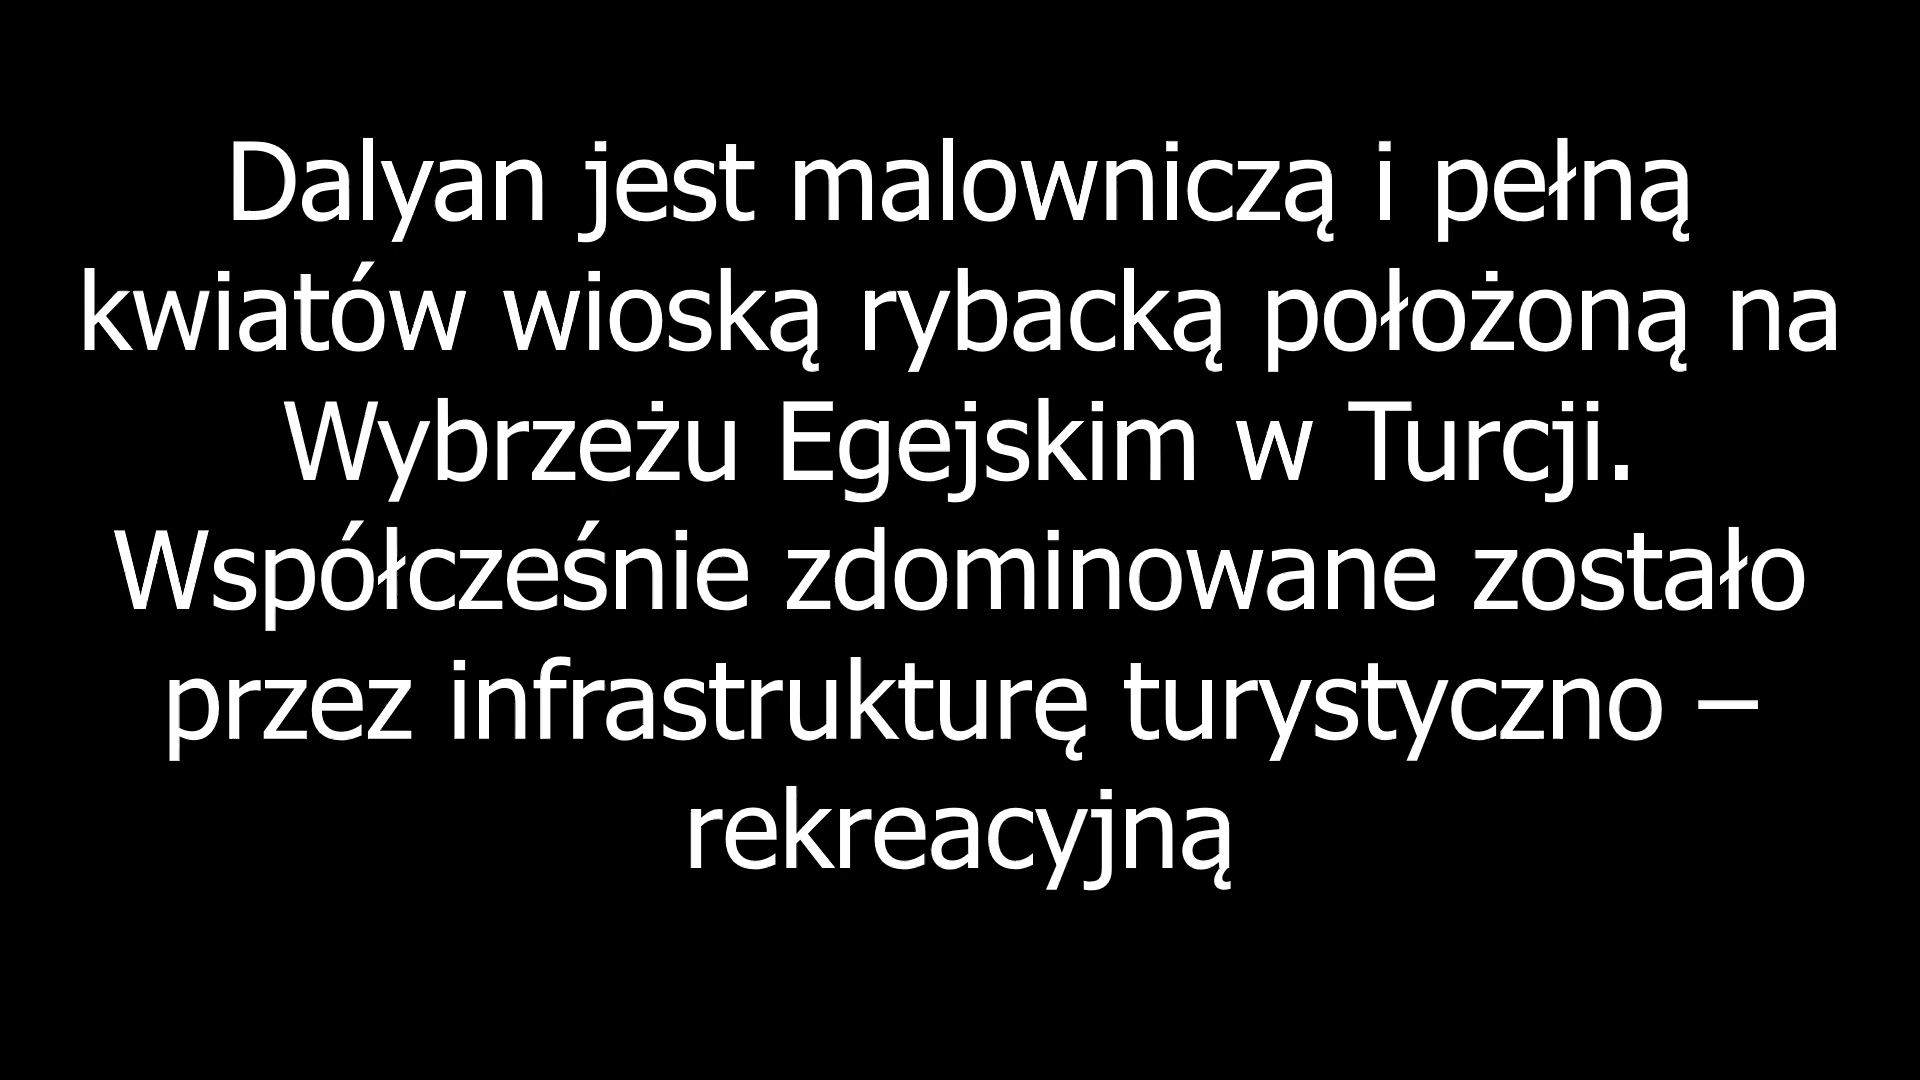 Dalyan jest malowniczą i pełną
kwiatów wioską rybacką położoną na
Wybrzeżu Egejskim w Turcji.
Współcześnie zdominowane zostało
przez infrastrukturę turystyczno –
rekreacyjną